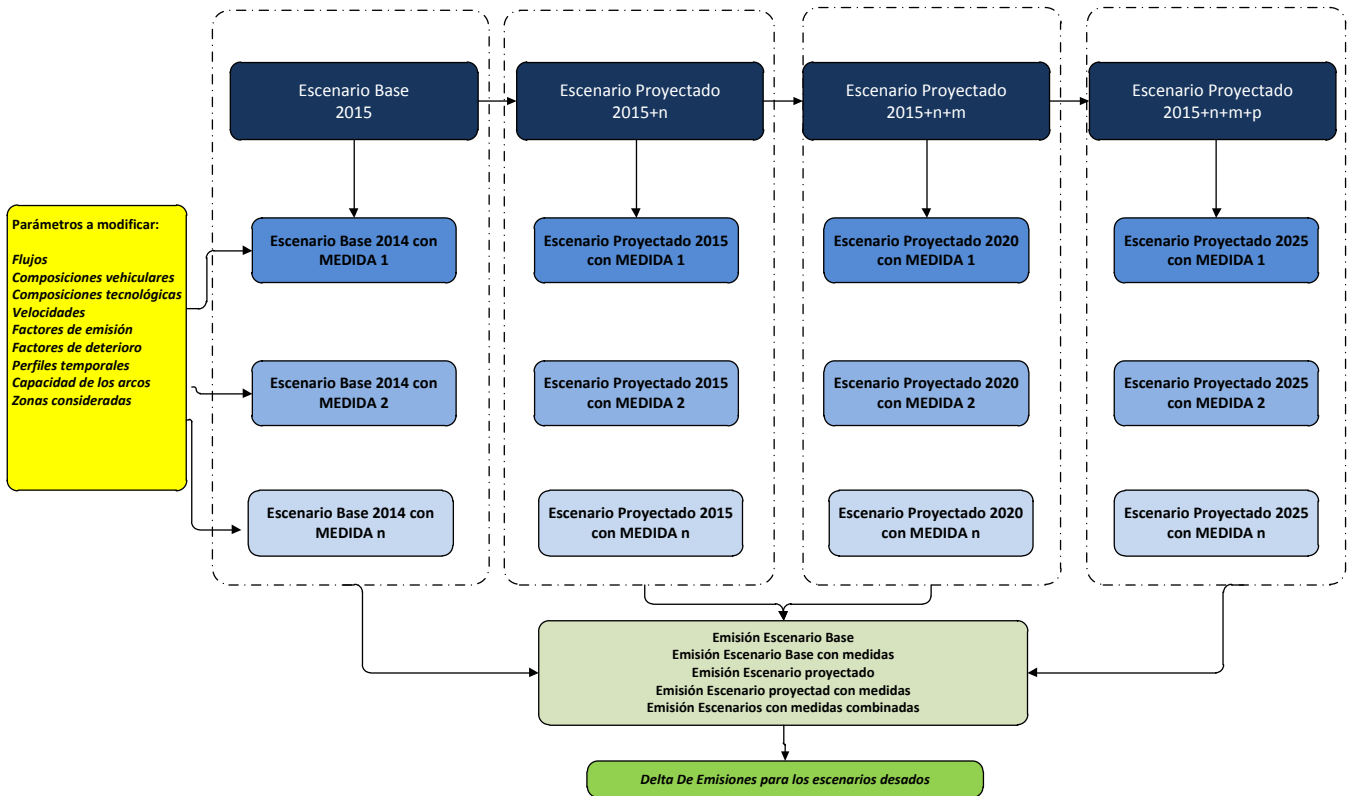 Escenario Base
2015
Escenario Proyectado
2015+n
Escenario Proyectado
2015+n+m
Escenario Proyectado
2015+n+m+p
Parámetros a modificar:
Flujos
Composiciones vehiculares
Composiciones tecnológicas
Velocidades
Factores de emisión
Factores de deterioro
Perfiles temporales
Capacidad de los arcos
Zonas consideradas
Escenario Base 2014 con
MEDIDA 1
Escenario Proyectado 2015
con MEDIDA 1
Escenario Proyectado 2020
con MEDIDA 1
Escenario Proyectado 2025
con MEDIDA 1
Escenario Base 2014 con
MEDIDA 2
Escenario Proyectado 2015
con MEDIDA 2
Escenario Proyectado 2020
con MEDIDA 2
Escenario Proyectado 2025
con MEDIDA 2
Escenario Base 2014 con
MEDIDA n
Escenario Proyectado 2015
con MEDIDA n
Escenario Proyectado 2020
con MEDIDA n
Escenario Proyectado 2025
con MEDIDA n
Emisión Escenario Base
Emisión Escenario Base con medidas
Emisión Escenario proyectado
Emisión Escenario proyectad con medidas
Emisión Escenarios con medidas combinadas
Delta De Emisiones para los escenarios desados